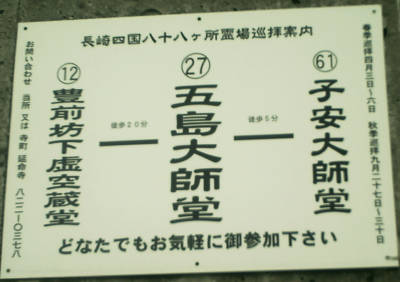 長崎四国八十八ヶ所霊場巡拝案内
春季巡拝四月三日〜六日 秋季巡拝九月二十七日〜三十日
61
子安大師堂
徒歩5分
27
五島大師堂
徒歩20分
12
豊前坊下虚空蔵堂
お問い合わせ 当所 又は 寺町 延命寺 八二二-〇三七八
どなたでもお気軽に御参加下さい